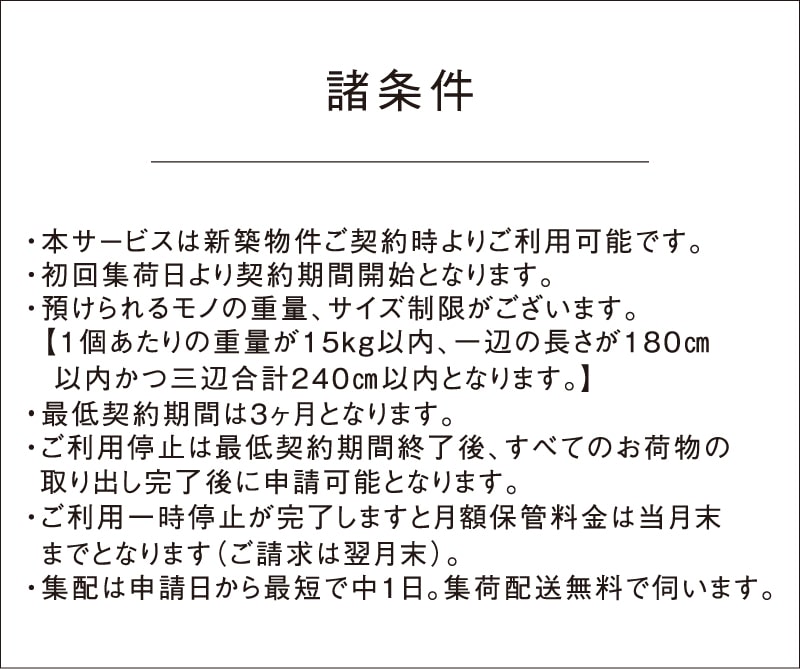 諸条件
・本サービスは新築物件ご契約時よりご利用可能です。
・初回集荷日より契約期間開始となります。
・預けられるモノの重量、サイズ制限がございます。
【1個あたりの重量が15kg以内、一辺の長さが180㎝
以内かつ三辺合計240㎝以内となります。】
・最低契約期間は3ヶ月となります。
・ご利用停止は最低契約期間終了後、すべてのお荷物の
取り出し完了後に申請可能となります。
・ご利用一時停止が完了しますと月額保管料金は当月末
までとなります（ご請求は翌月末）。
・集配は申請日から最短で中1日。集荷配送無料で伺います。